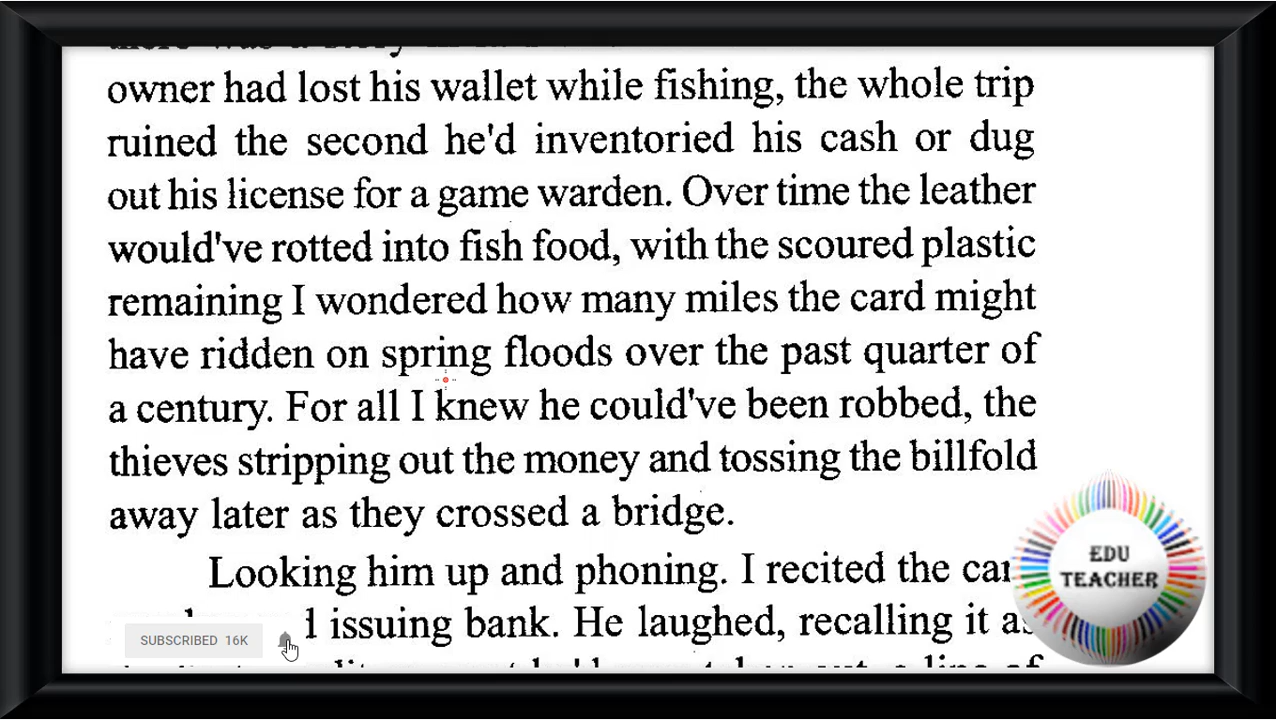 owner had lost his wallet while fishing, the whole trip
ruined the second he'd inventoried his cash or dug
out his license for a game warden. Over time the leather
would've rotted into fish food, with the scoured plastic
remaining I wondered how many miles the card might
have ridden on spring floods over the past quarter of
a century. For all I knew he could've been robbed, the
thieves stripping out the money and tossing the billfold
away later as they crossed a bridge.
Looking him up and phoning. I recited the
issuing bank. He laughed, recalling it as
SUBSCRIBED 16K
EDU
TEACHER